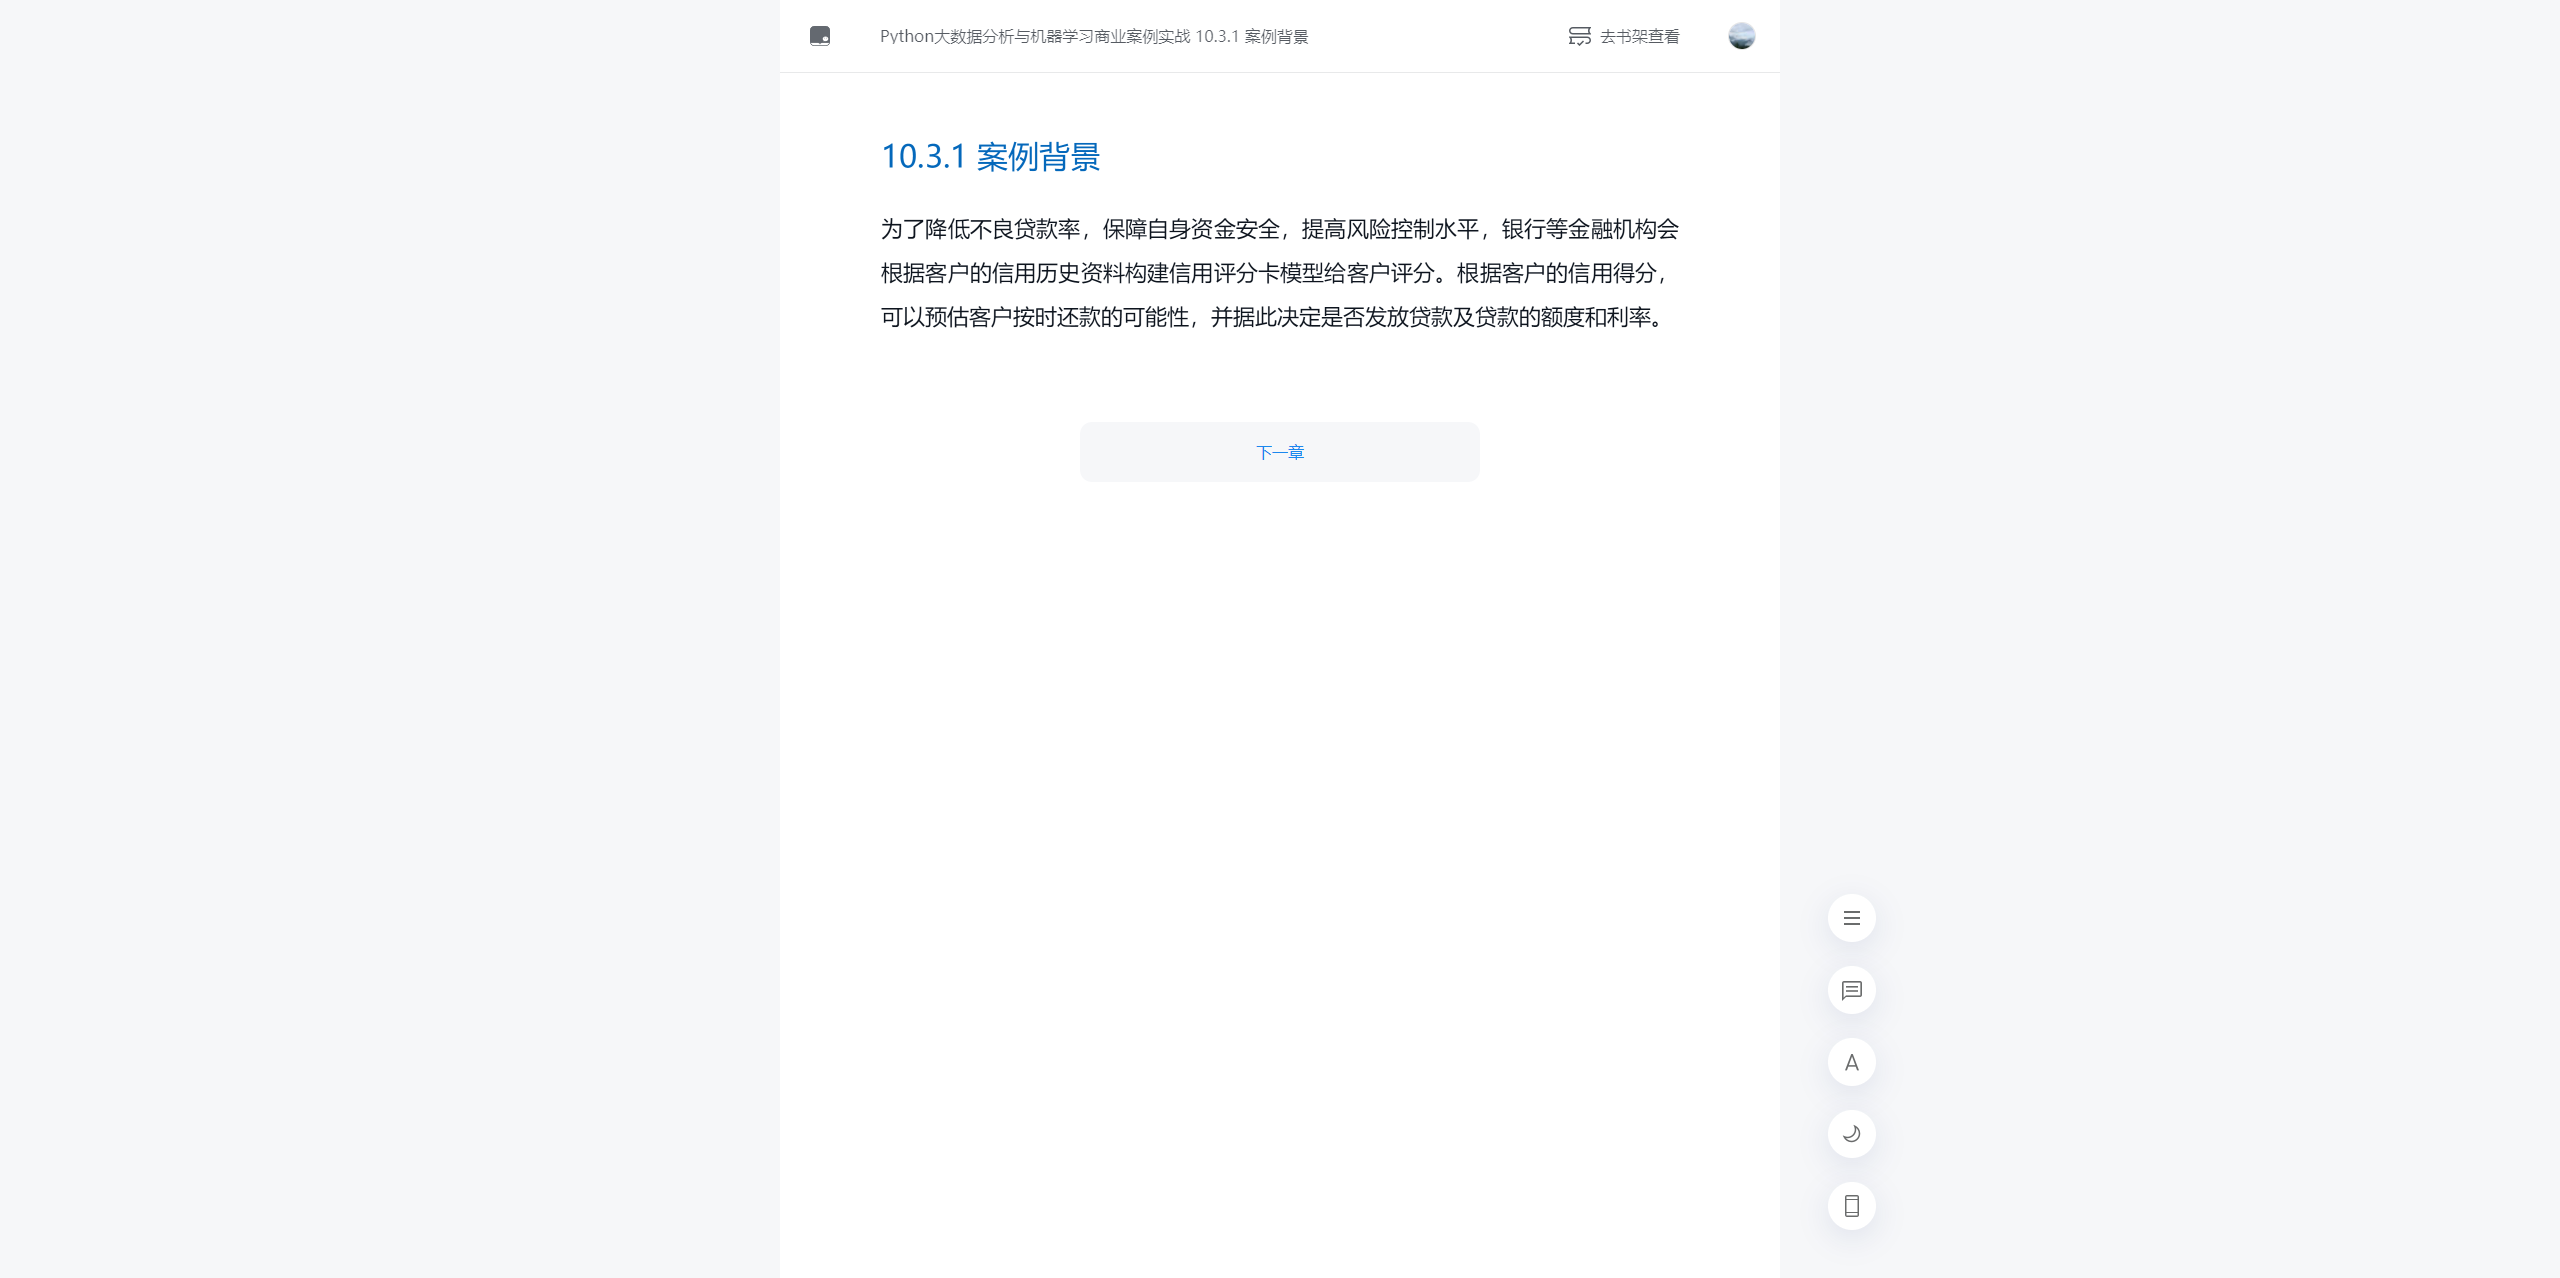 Python大数据分析与机器学习商业案例实战 10.3.1 案例背景
去书架查看
10.3.1 案例背景
为了降低不良贷款率，保障自身资金安全，提高风险控制水平，银行等金融机构会
根据客户的信用历史资料构建信用评分卡模型给客户评分。根据客户的信用得分，
可以预估客户按时还款的可能性，并据此决定是否发放贷款及贷款的额度和利率。
下一章
A